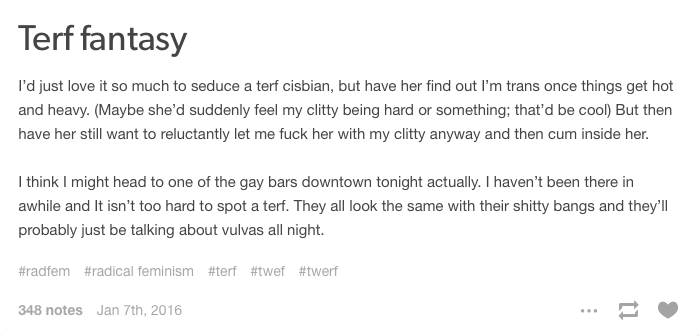 Terf fantasy
I'd just love it so much to seduce a terf cisbian, but have her find out I'm trans once things get hot
and heavy. (Maybe she'd suddenly feel my clitty being hard or something; that'd be cool) But then
have her still want to reluctantly let me fuck her with my clitty anyway and then cum inside her.
I think I might head to one of the gay bars downtown tonight actually. I haven't been there in
awhile and It isn't too hard to spot a terf. They all look the same with their shitty bangs and they'll
probably just be talking about vulvas all night.
#radfem #radical feminism #terf #twef #twerf
348 notes Jan 7th, 2016